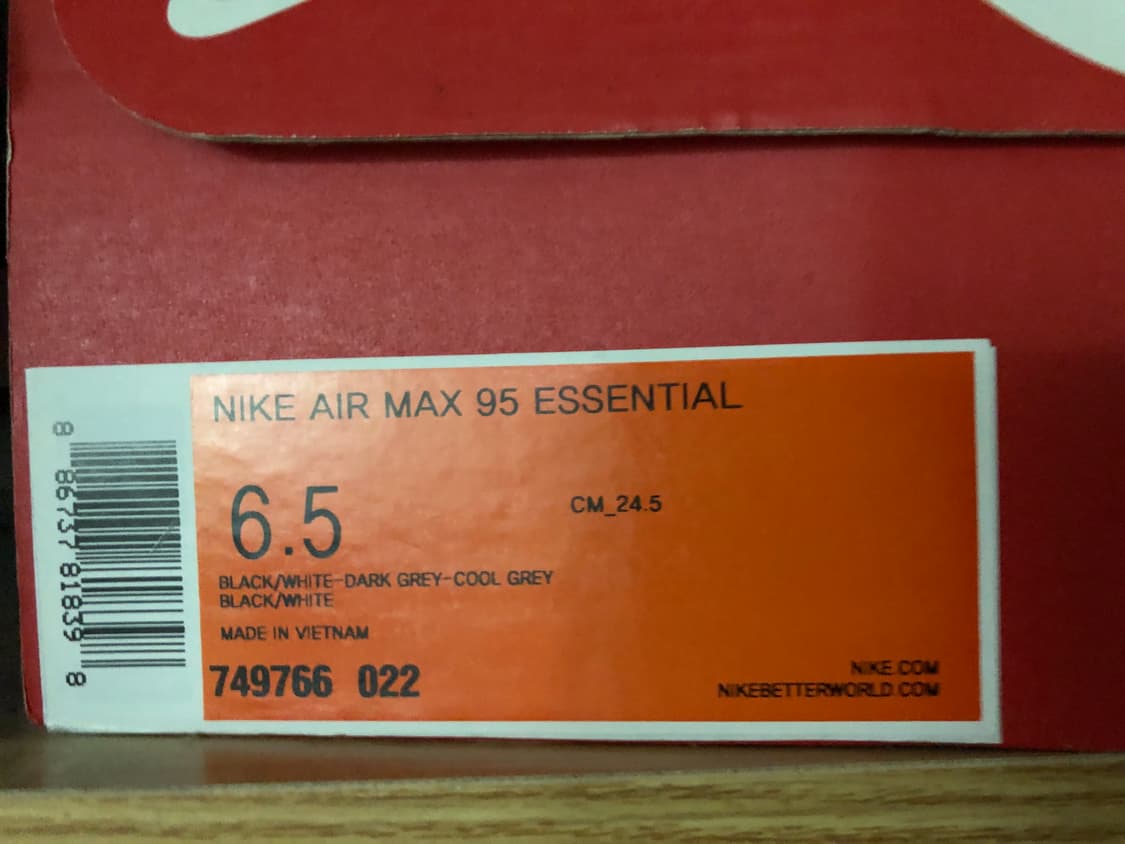 NIKE AIR MAX 95 ESSENTIAL
6.5
CM_24.5
BLACK/WHITE-DARK GREY-COOL GREY
BLACK/WHITE
MADE IN VIETNAM
749766 022
NIKE.COM
NIKEBETTERWORLD.COM
8 86737 81839 8